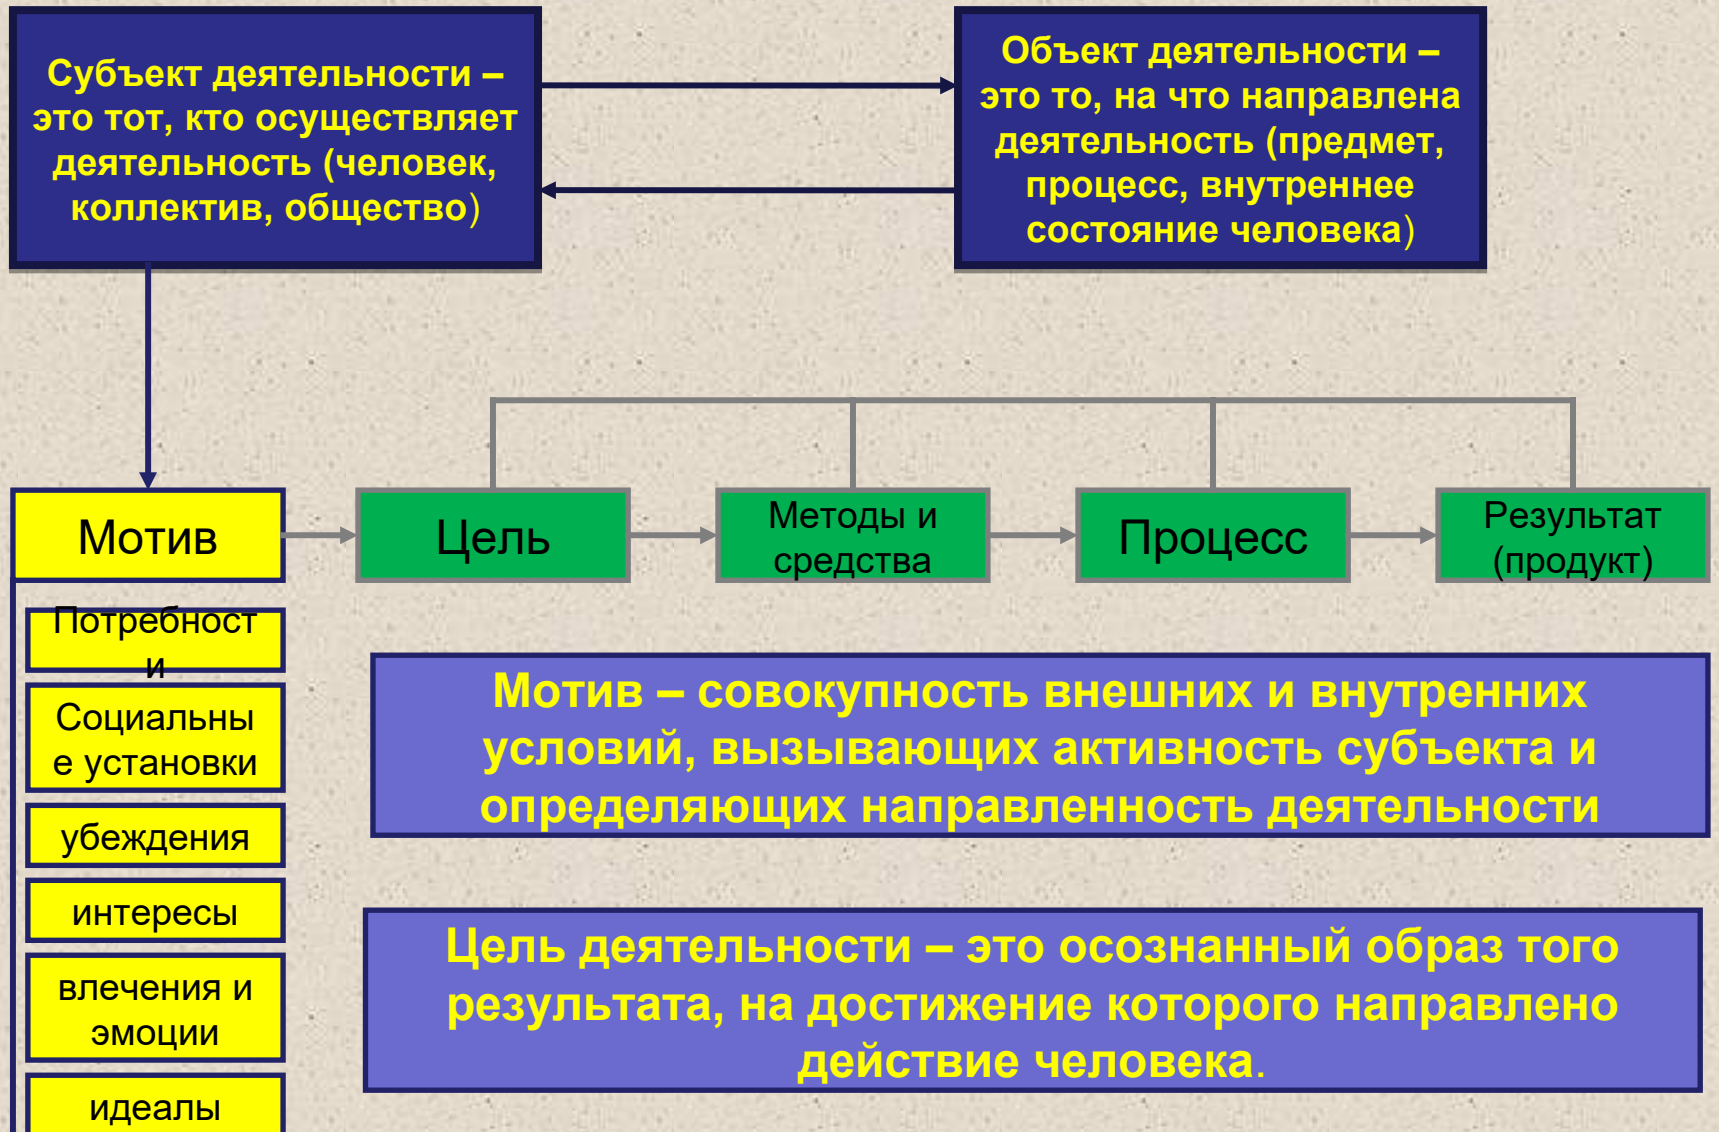 Субъект деятельности –
это тот, кто осуществляет
деятельность (человек,
коллектив, общество)
Объект деятельности –
это то, на что направлена
деятельность (предмет,
процесс, внутреннее
состояние человека)
Мотив
Цель
Методы и
средства
Процесс
Результат
(продукт)
Потребност
и
Социальны
е установки
убеждения
интересы
влечения и
эмоции
идеалы
Мотив – совокупность внешних и внутренних
условий, вызывающих активность субъекта и
определяющих направленность деятельности
Цель деятельности – это осознанный образ того
результата, на достижение которого направлено
действие человека.